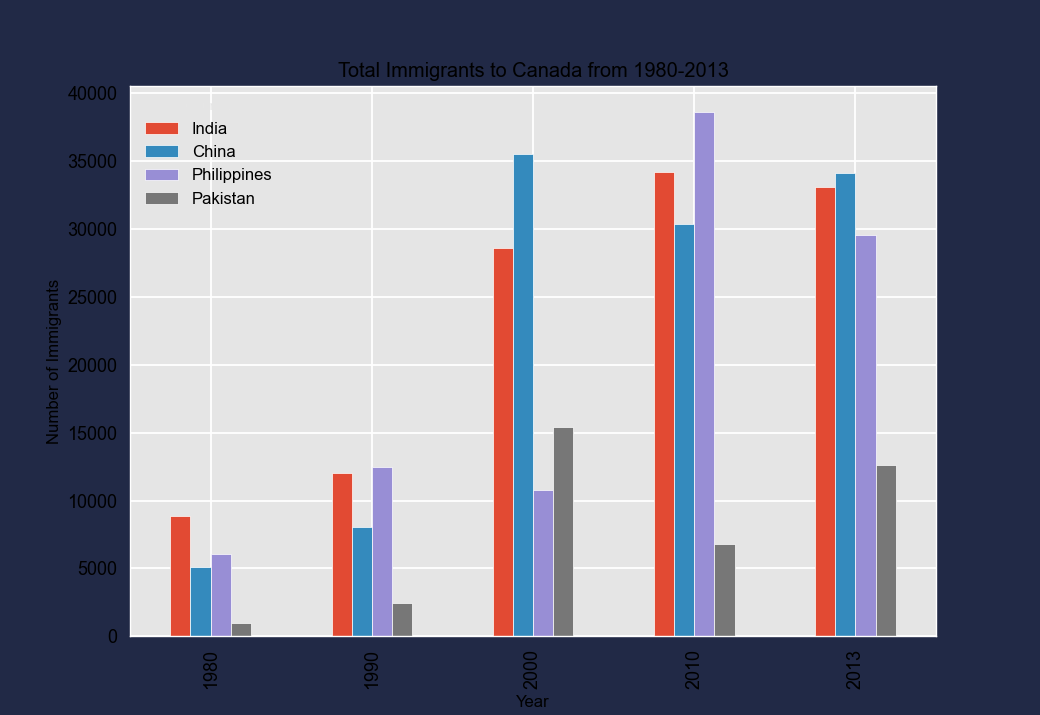 Total Immigrants to Canada from 1980-2013
40000
35000
30000
25000
20000
15000
10000
5000
0
Number of Immigrants
India
China
Philippines
Pakistan
1980
1990
2000
2010
2013
Year